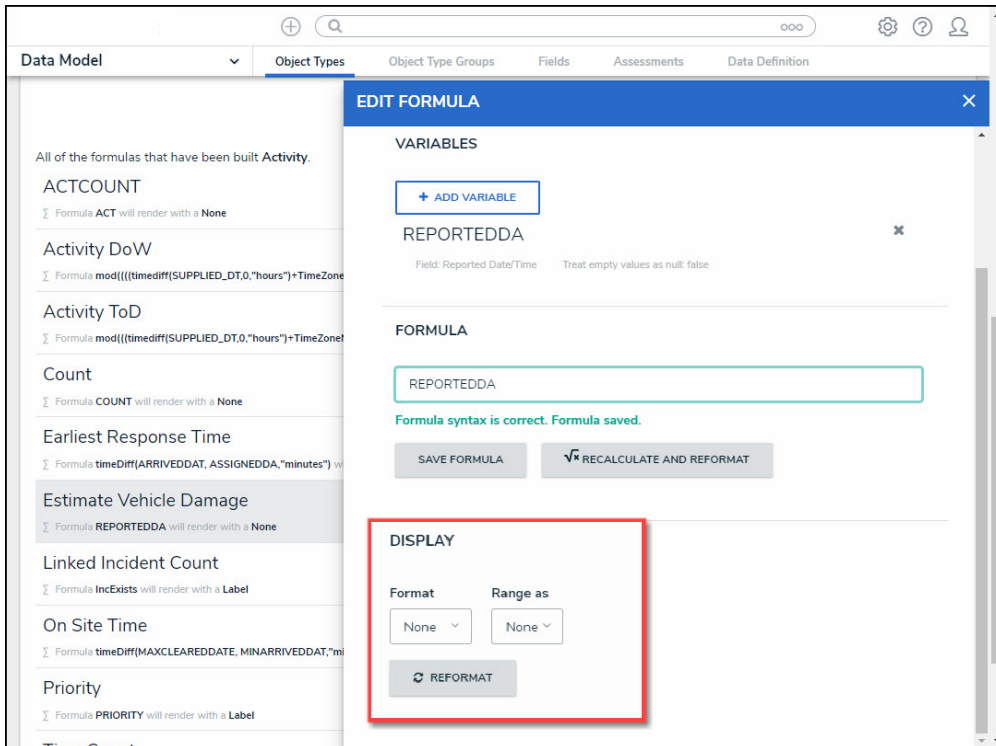 ooo
Data Model
Object Types
Object Type Groups
Fields
Assessments
Data Definition
All of the formulas that have been built Activity.
ACTCOUNT
∑ Formula ACT will render with a None
Activity DoW
∑ Formula mod((((timediff(SUPPLIED_DT,0,"hours")+TimeZone
Activity ToD
∑ Formula mod(((timediff(SUPPLIED_DT,0,"hours")+TimeZone
Count
∑ Formula COUNT will render with a None
Earliest Response Time
∑ Formula timeDiff(ARRIVEDDAT, ASSIGNEDDA,"minutes") wi
Estimate Vehicle Damage
∑ Formula REPORTEDDA will render with a None
Linked Incident Count
∑ Formula IncExists will render with a Label
On Site Time
∑ Formula timeDiff(MAXCLEAREDDATE, MINARRIVEDDAT,"mi
Priority
∑ Formula PRIORITY will render with a Label
EDIT FORMULA
VARIABLES
+ ADD VARIABLE
REPORTEDDA
Field: Reported Date/Time Treat empty values as null: false
FORMULA
REPORTEDDA
Formula syntax is correct. Formula saved.
SAVE FORMULA
√x RECALCULATE AND REFORMAT
DISPLAY
Format Range as
None None
REFORMAT